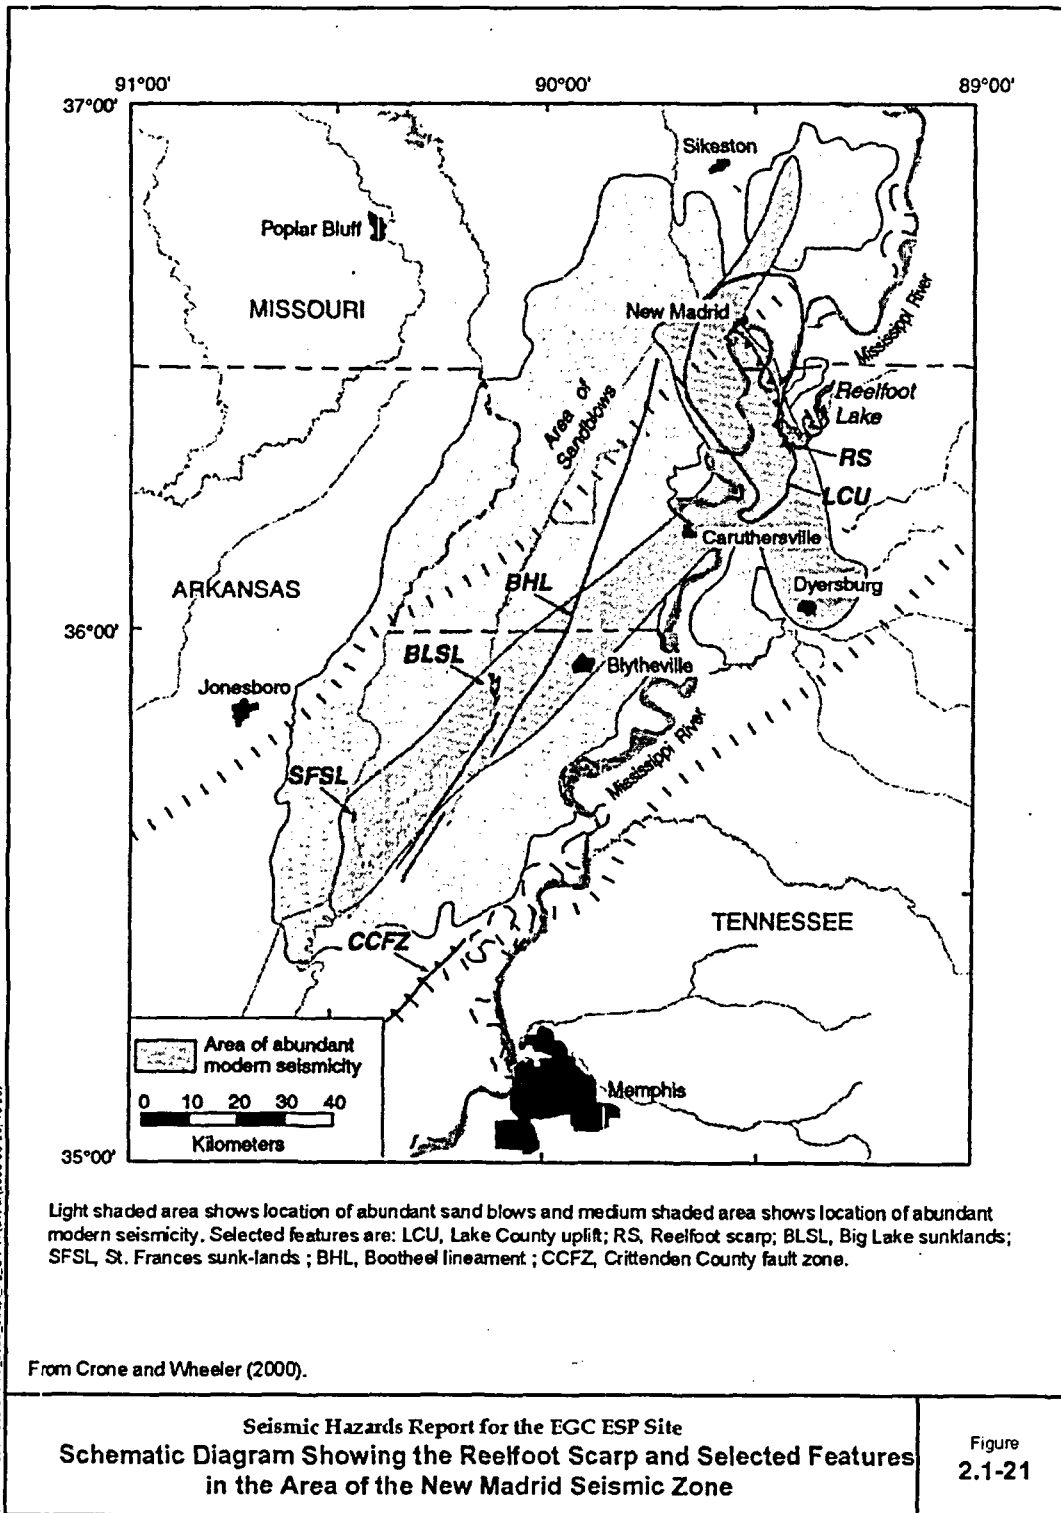 91°00'
90°00'
89°00'
37°00'
Sikeston
Poplar Bluff
MISSOURI
New Madrid
Mississippi River
Reelfoot
Lake
Area of
Sandblows
RS
LCU
Caruthersville
ARKANSAS
BHL
Dyersburg
36°00'
BLSL
Blytheville
Jonesboro
Mississippi River
SFSL
TENNESSEE
CCFZ
Area of abundant
modern seismicity
0 10 20 30 40
Kilometers
Memphis
35°00'
Light shaded area shows location of abundant sand blows and medium shaded area shows location of abundant
modern seismicity. Selected features are: LCU, Lake County uplift; RS, Reelfoot scarp; BLSL, Big Lake sunklands;
SFSL, St. Frances sunk-lands ; BHL, Bootheel lineament ; CCFZ, Crittenden County fault zone.
From Crone and Wheeler (2000).
Seismic Hazards Report for the EGC ESP Site
Schematic Diagram Showing the Reelfoot Scarp and Selected Features
in the Area of the New Madrid Seismic Zone
Figure
2.1-21